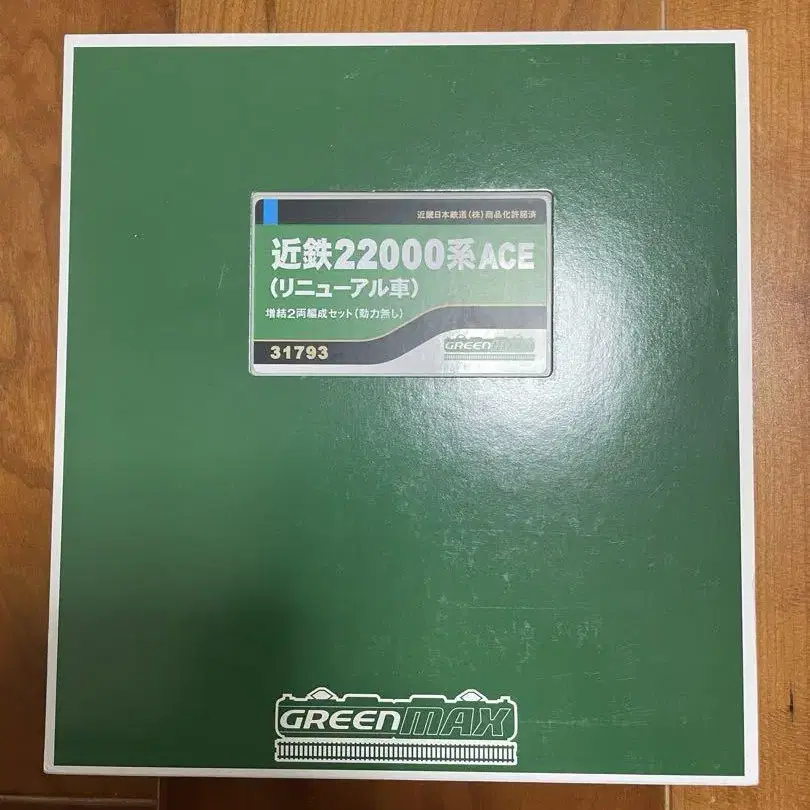 近畿日本鉄道(株)商品化許諾済
近鉄22000系ACE
(リニューアル車)
増結2両編成セット(動力無し)
31793
GREENMAX
GREENMAX